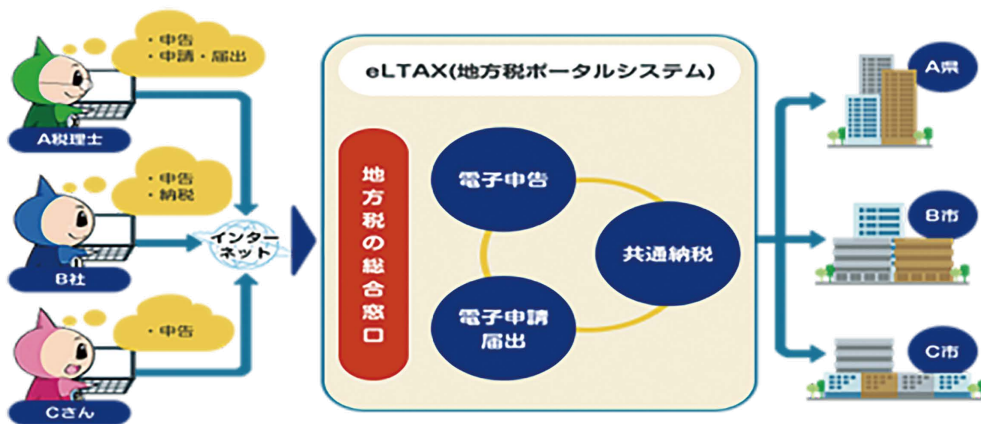 ・申告
・申請・届出
A税理士
・申告
・納税
B社
・申告
Cさん
インター
ネット
eLTAX(地方税ポータルシステム)
地方税の総合窓口
電子申告
共通納税
電子申請
届出
A県
B市
C市